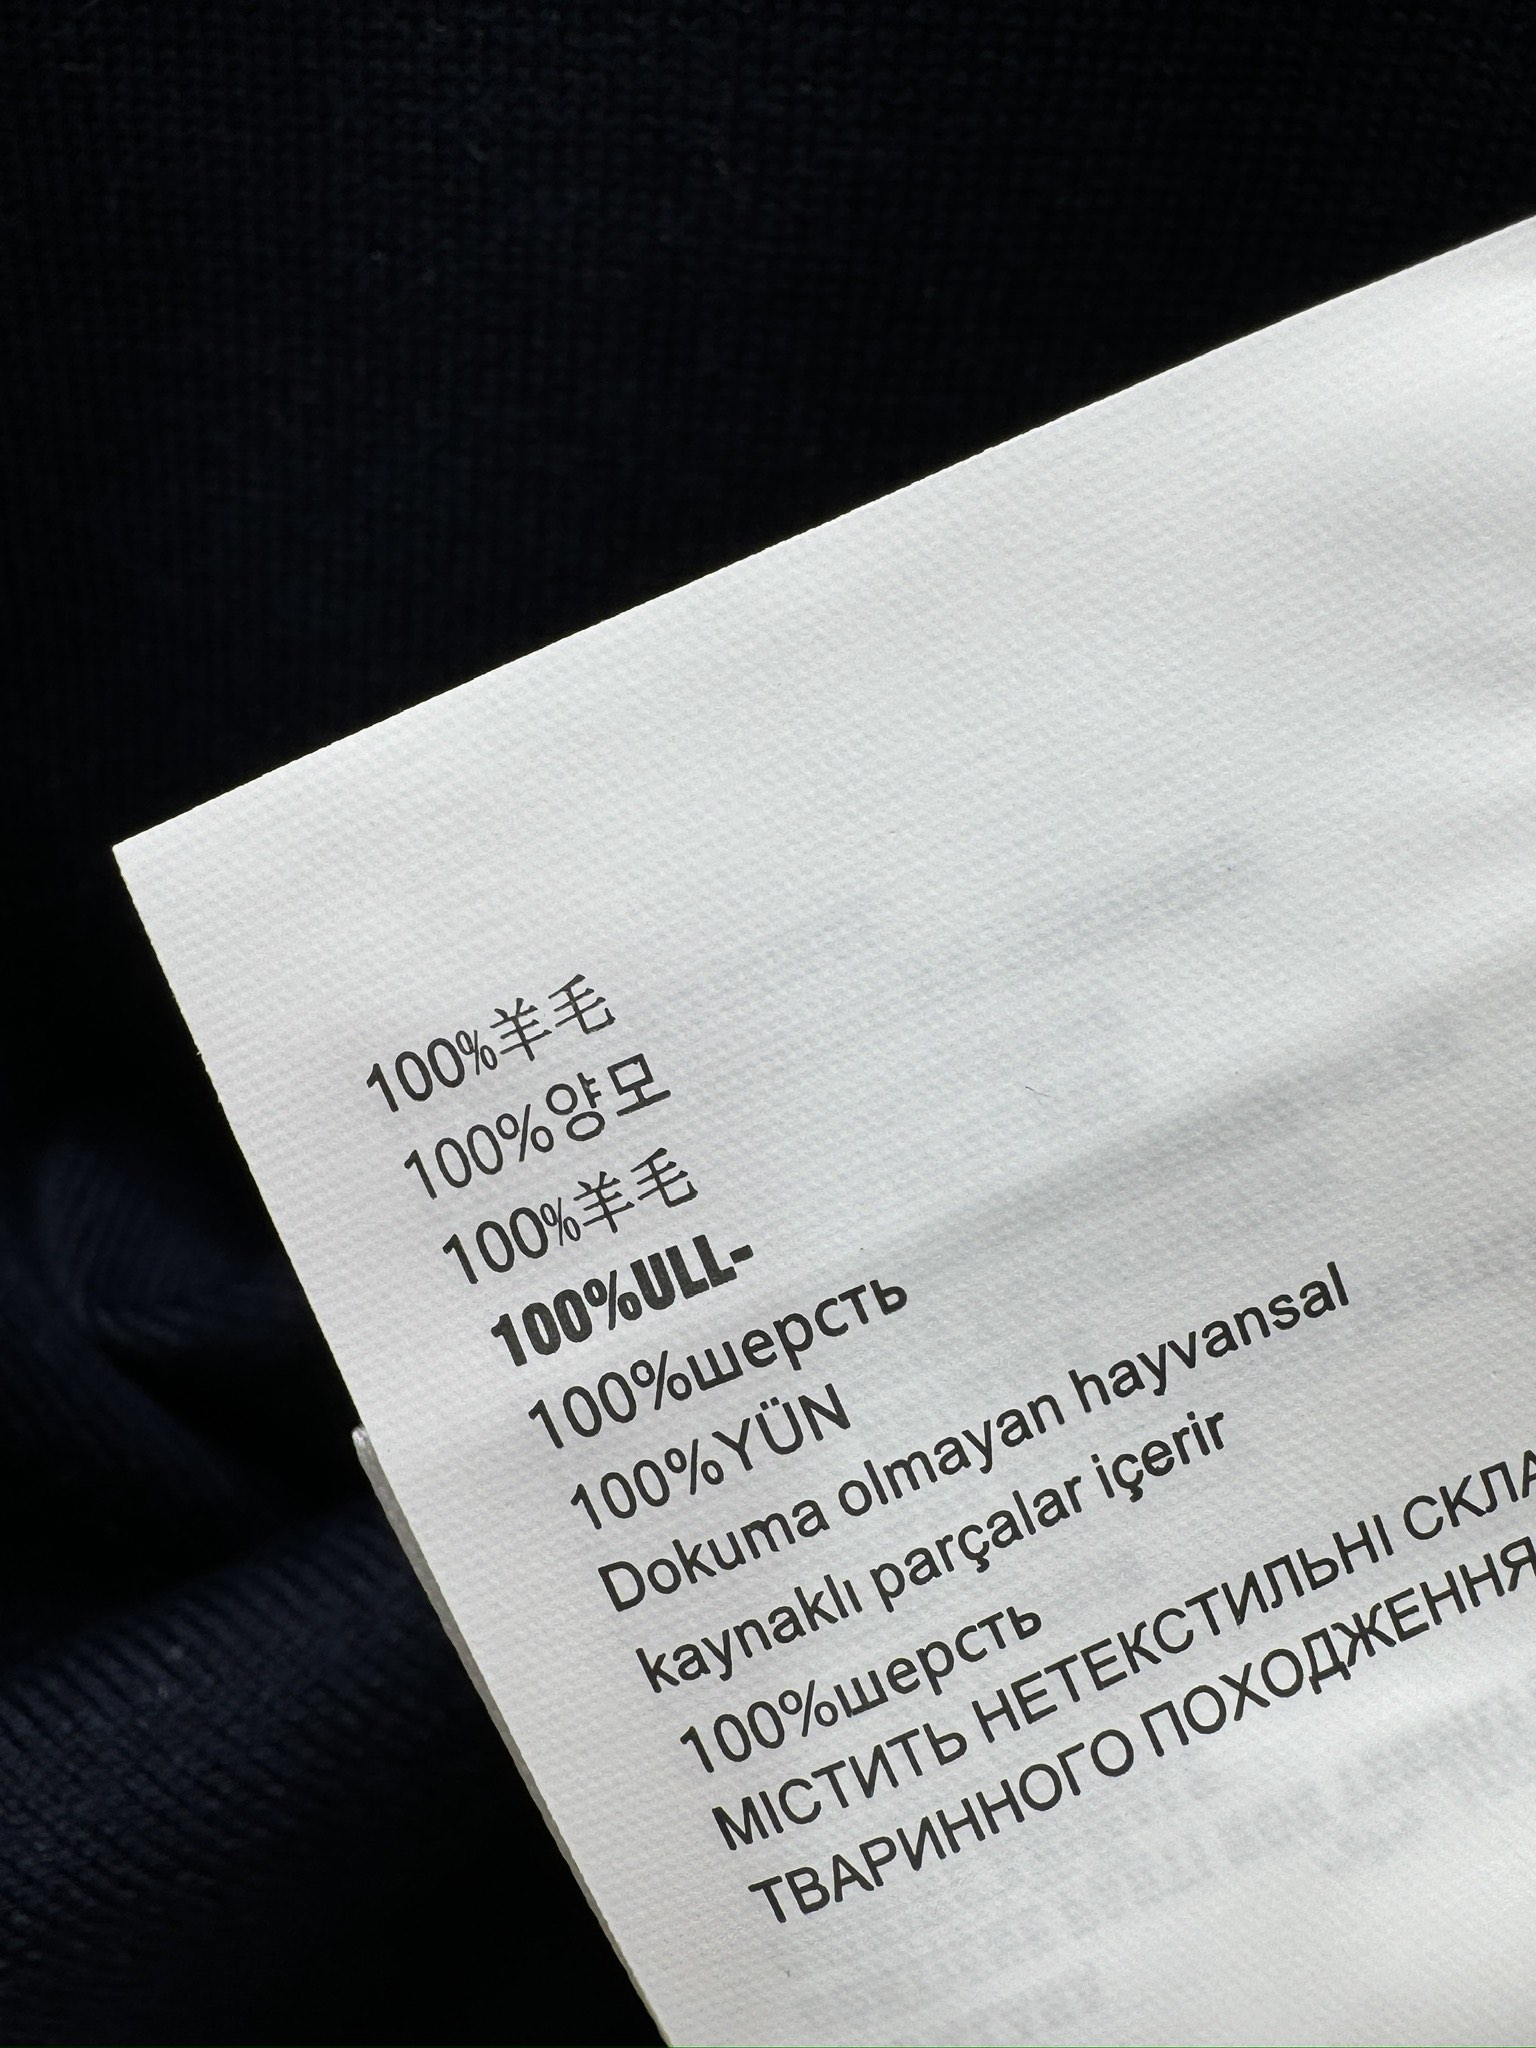 100%羊毛
100%양모
100%羊毛
100%ULL-
100%шерсть
100%YÜN
Dokuma olmayan hayvansal
kaynaklı parçalar içerir
100%шерсть
МІСТИТЬ НЕТЕКСТИЛЬНІ
ТВАРИННОГО ПОХОДЖЕННЯ